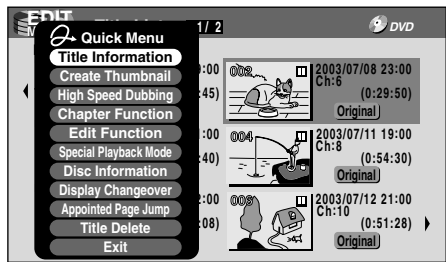 EDIT
1/ 2
DVD
Quick Menu
Title Information
Create Thumbnail
High Speed Dubbing
Chapter Function
Edit Function
Special Playback Mode
Disc Information
Display Changeover
Appointed Page Jump
Title Delete
Exit
:00
:45)
002
2003/07/08 23:00
Ch:6
(0:29:50)
Original
:00
:40)
004
2003/07/11 19:00
Ch:8
(0:54:30)
Original
:00
:08)
006
2003/07/12 21:00
Ch:10
(0:51:28)
Original